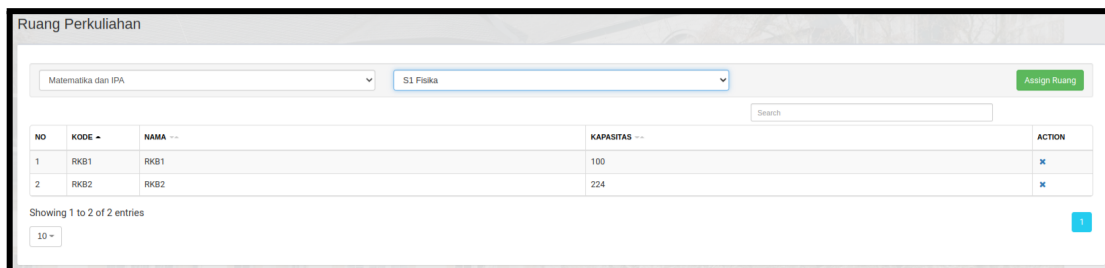 Ruang Perkuliahan
Matematika dan IPA S1 Fisika Assign Ruang
Search
NO KODE NAMA KAPASITAS ACTION
1 RKB1 RKB1 100
2 RKB2 RKB2 224
Showing 1 to 2 of 2 entries
1
10